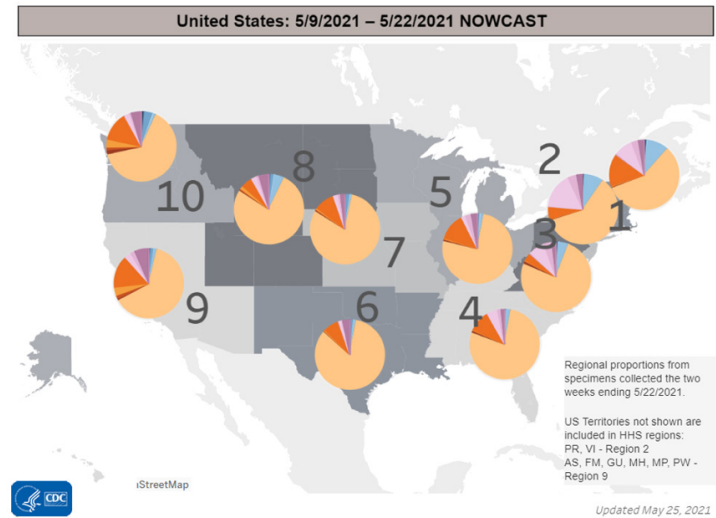 United States: 5/9/2021 – 5/22/2021 NOWCAST
2
8
10
5
1
3
7
9
6
4
Regional proportions from
specimens collected the two
weeks ending 5/22/2021.
US Territories not shown are
included in HHS regions:
PR, VI - Region 2
AS, FM, GU, MH, MP, PW -
Region 9
StreetMap
CDC
Updated May 25, 2021